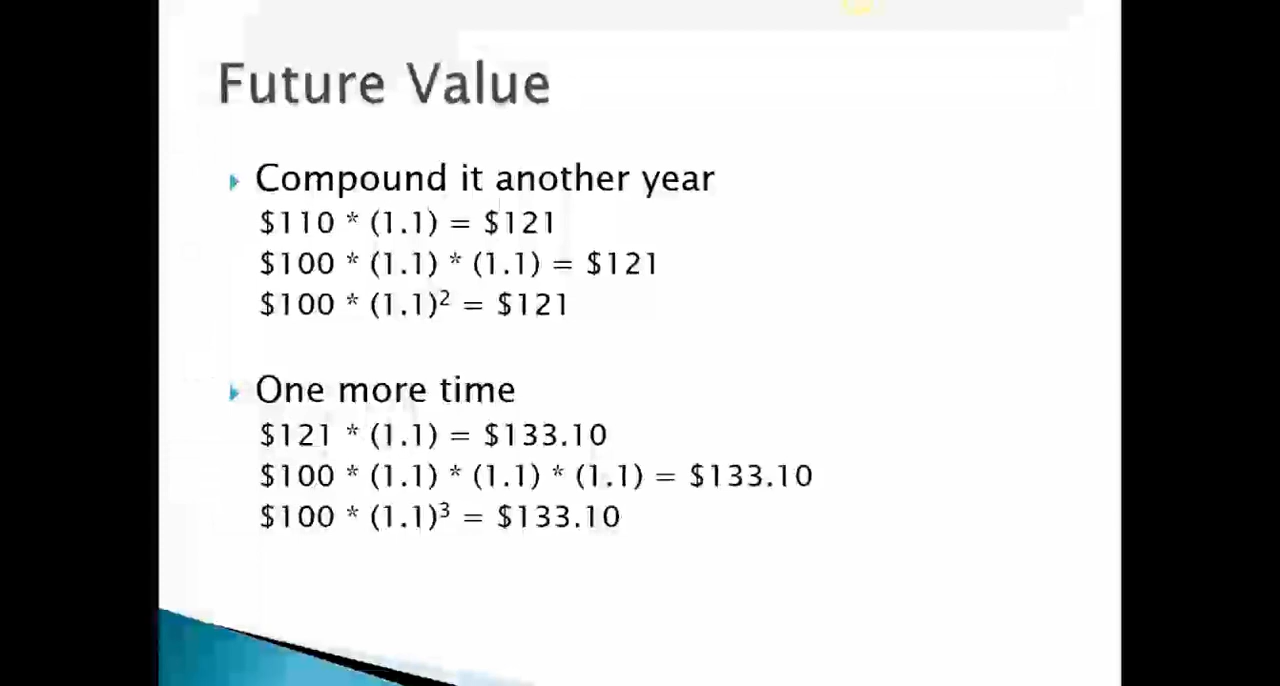 Future Value
Compound it another year
$110 * (1.1) = $121
$100 * (1.1) * (1.1) = $121
$100 * (1.1)² = $121
One more time
$121 * (1.1) = $133.10
$100 * (1.1) * (1.1) * (1.1) = $133.10
$100 * (1.1)³ = $133.10